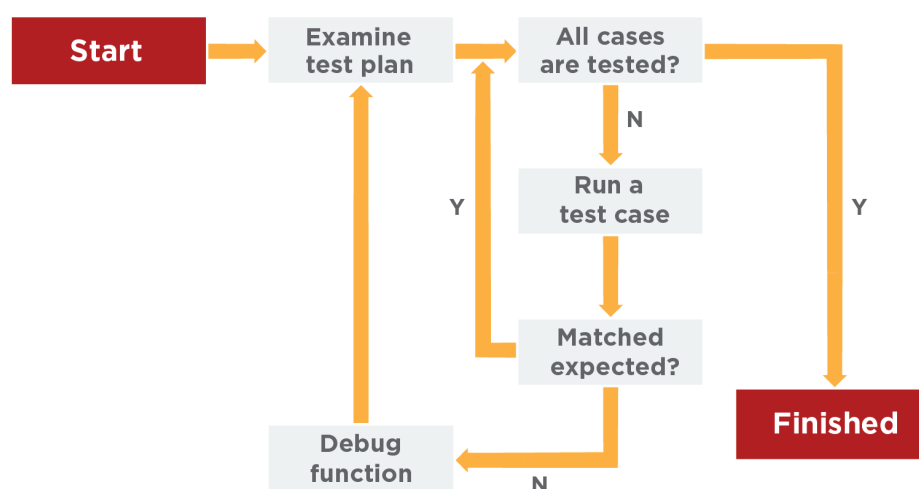 Start
Examine
test plan
All cases
are tested?
N
Run a
test case
Y
Y
Matched
expected?
Finished
Debug
function
N